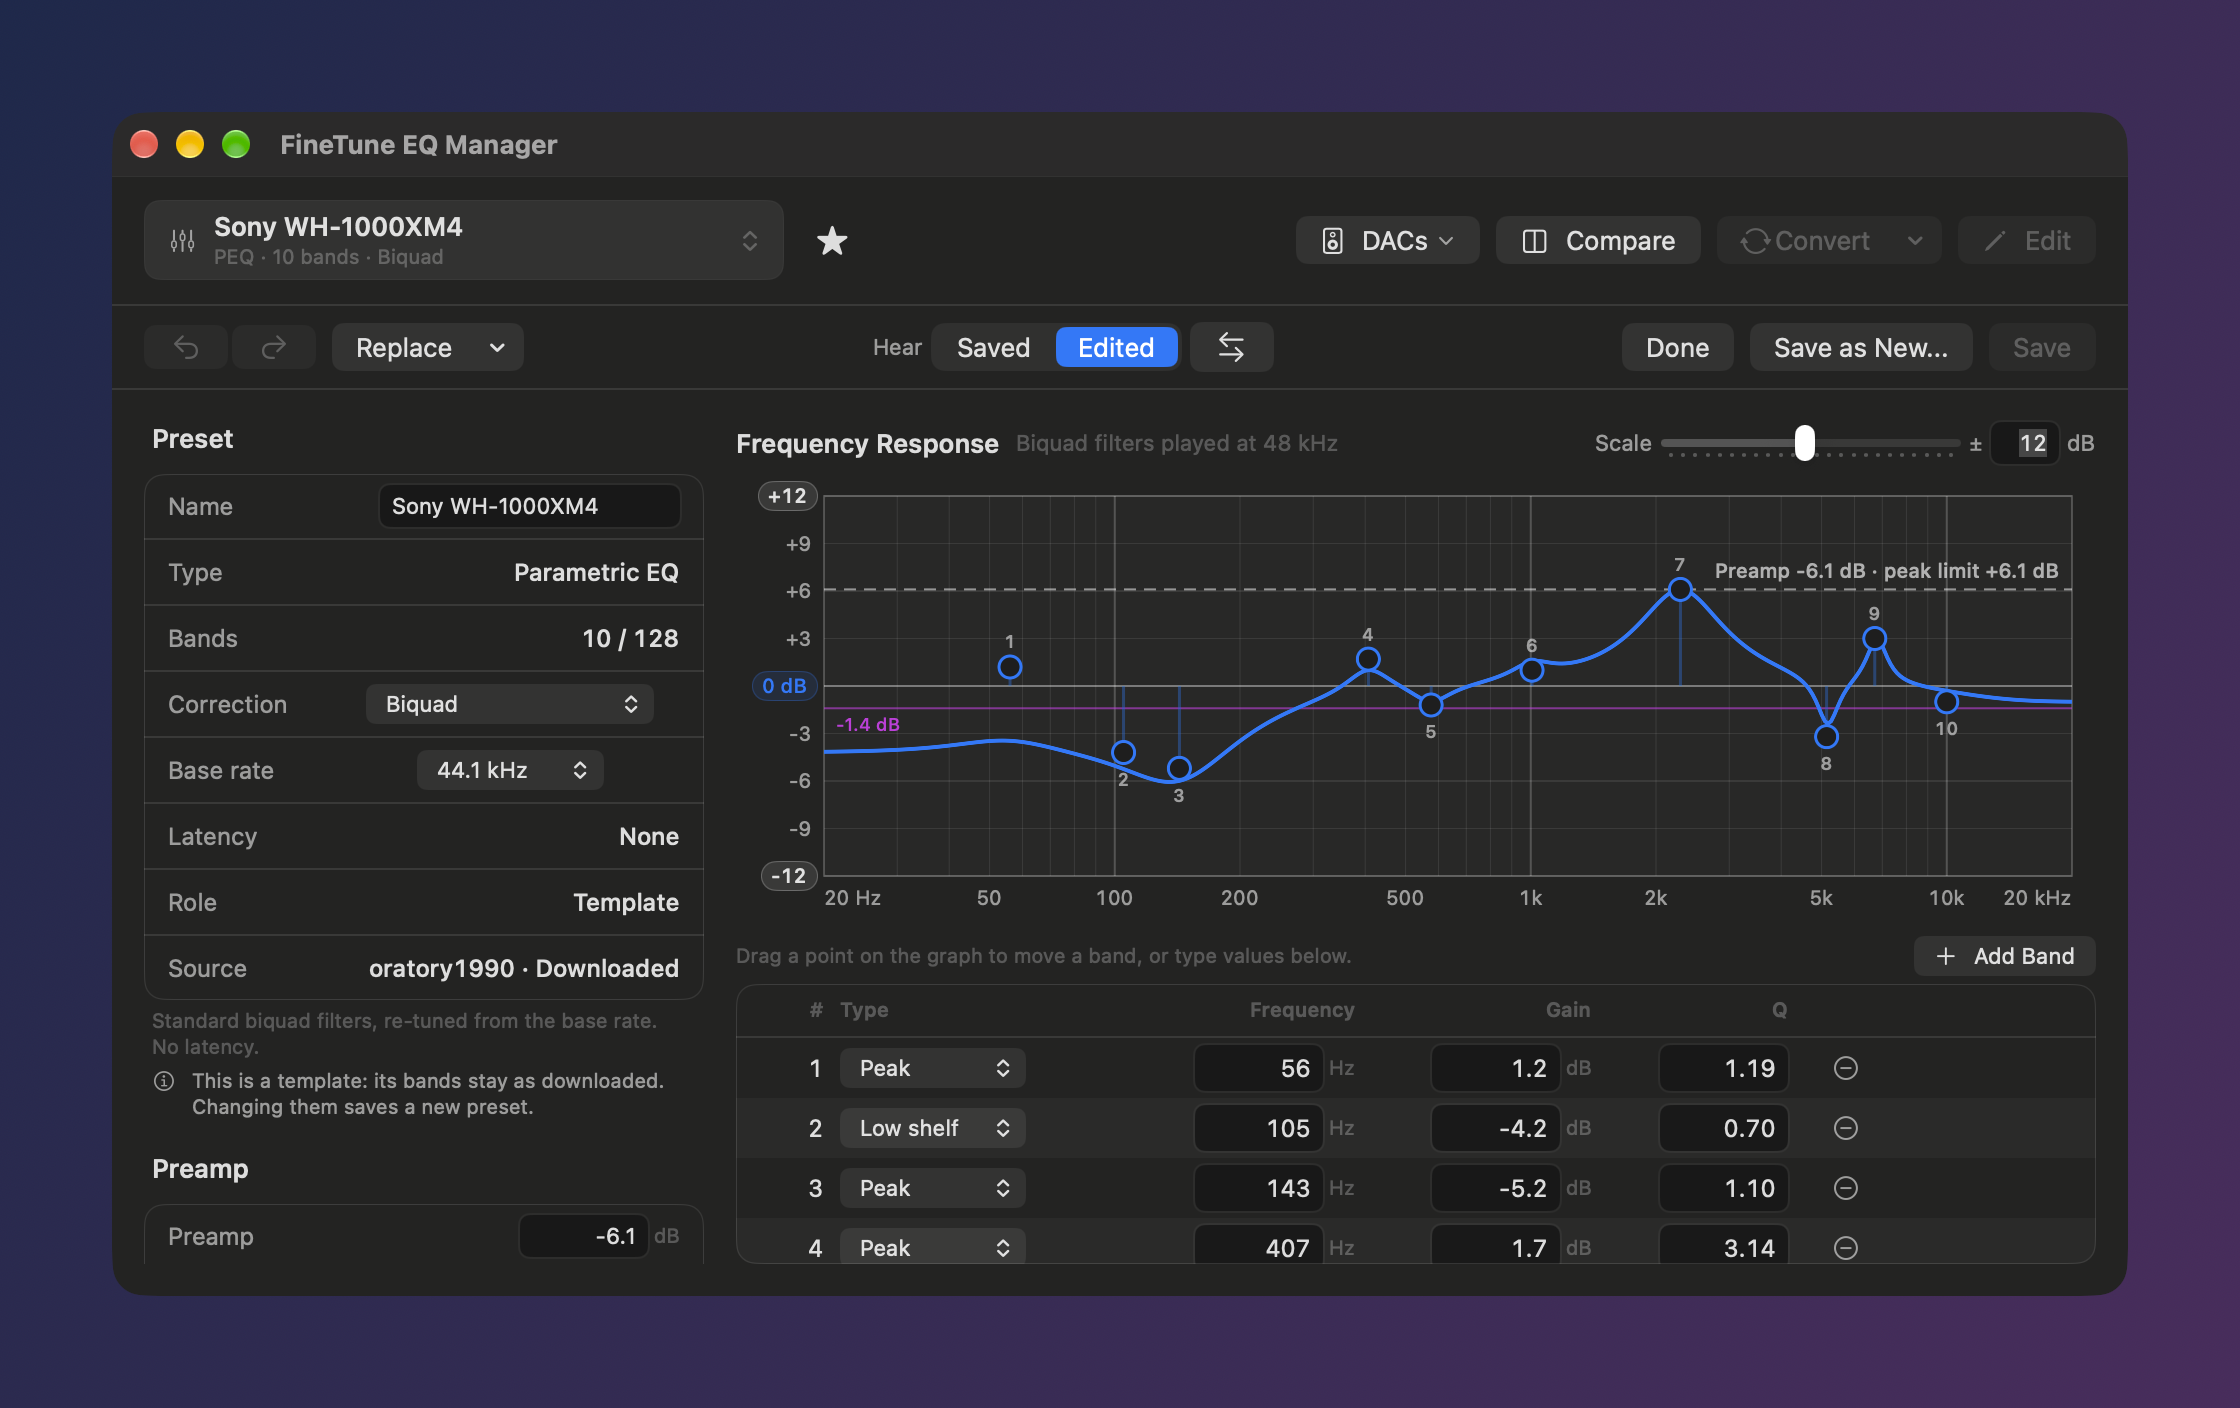 FineTune EQ Manager
Sony WH-1000XM4
PEQ · 10 bands · Biquad
DACs
Compare
Convert
Edit
Replace
Hear
Saved
Edited
Done
Save as New...
Save
Preset
Name
Sony WH-1000XM4
Type
Parametric EQ
Bands
10 / 128
Correction
Biquad
Base rate
44.1 kHz
Latency
None
Role
Template
Source
oratory1990 · Downloaded
Standard biquad filters, re-tuned from the base rate.
No latency.
This is a template: its bands stay as downloaded.
Changing them saves a new preset.
Preamp
Preamp
-6.1 dB
Frequency Response
Biquad filters played at 48 kHz
Scale
± 12 dB
+12
+9
+6
+3
0 dB
-3
-6
-9
-12
Preamp -6.1 dB · peak limit +6.1 dB
-1.4 dB
1
2
3
4
5
6
7
8
9
10
20 Hz 50 100 200 500 1k 2k 5k 10k 20 kHz
Drag a point on the graph to move a band, or type values below.
+ Add Band
# Type Frequency Gain Q
1 Peak 56 Hz 1.2 dB 1.19
2 Low shelf 105 Hz -4.2 dB 0.70
3 Peak 143 Hz -5.2 dB 1.10
4 Peak 407 Hz 1.7 dB 3.14